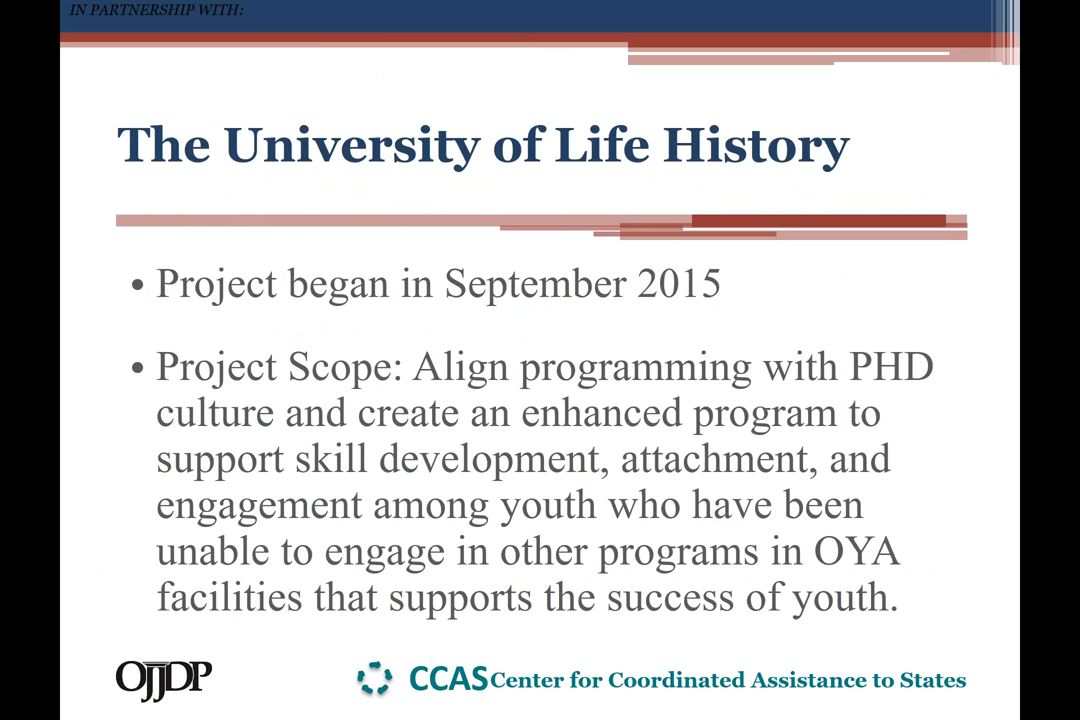 IN PARTNERSHIP WITH:
The University of Life History
• Project began in September 2015
• Project Scope: Align programming with PHD
culture and create an enhanced program to
support skill development, attachment, and
engagement among youth who have been
unable to engage in other programs in OYA
facilities that supports the success of youth.
OJJDP
CCAS Center for Coordinated Assistance to States